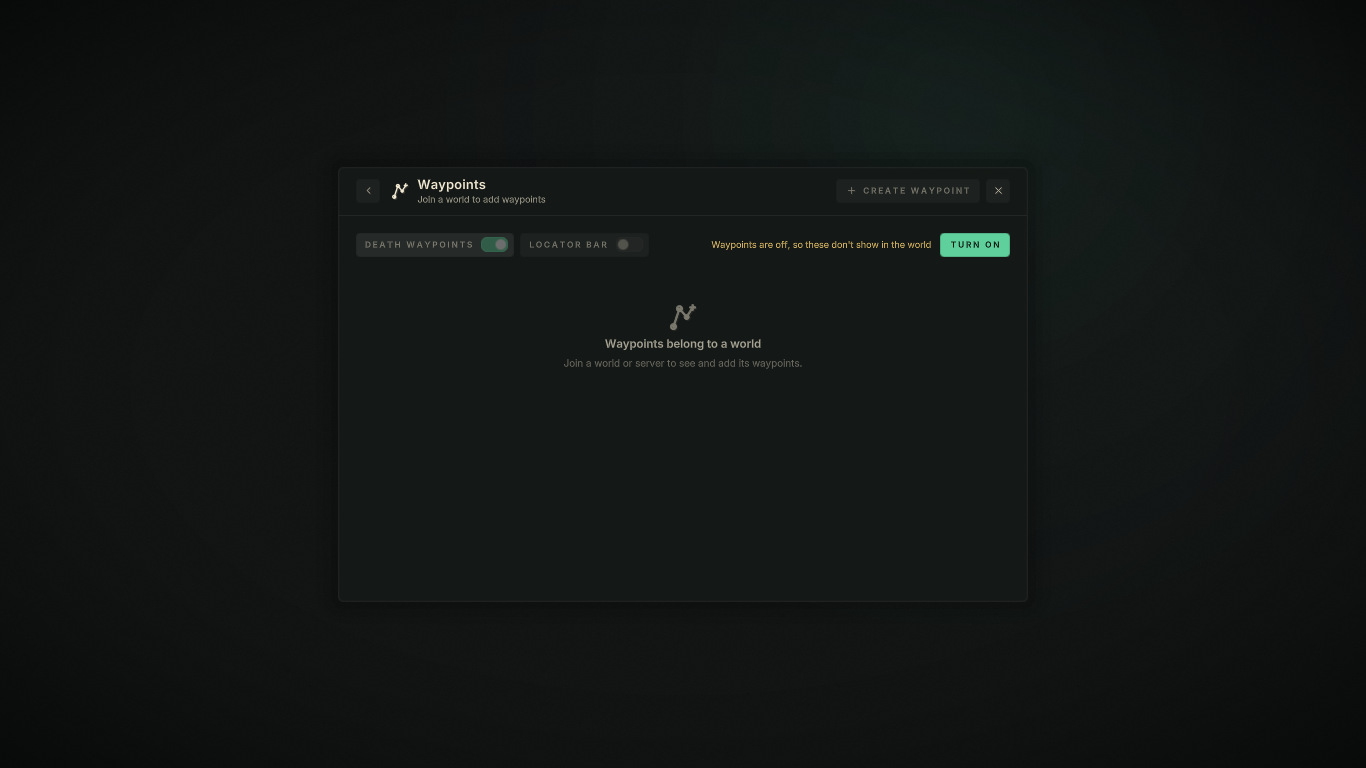 Waypoints
Join a world to add waypoints
CREATE WAYPOINT
DEATH WAYPOINTS
LOCATOR BAR
Waypoints are off, so these don't show in the world
TURN ON
Waypoints belong to a world
Join a world or server to see and add its waypoints.